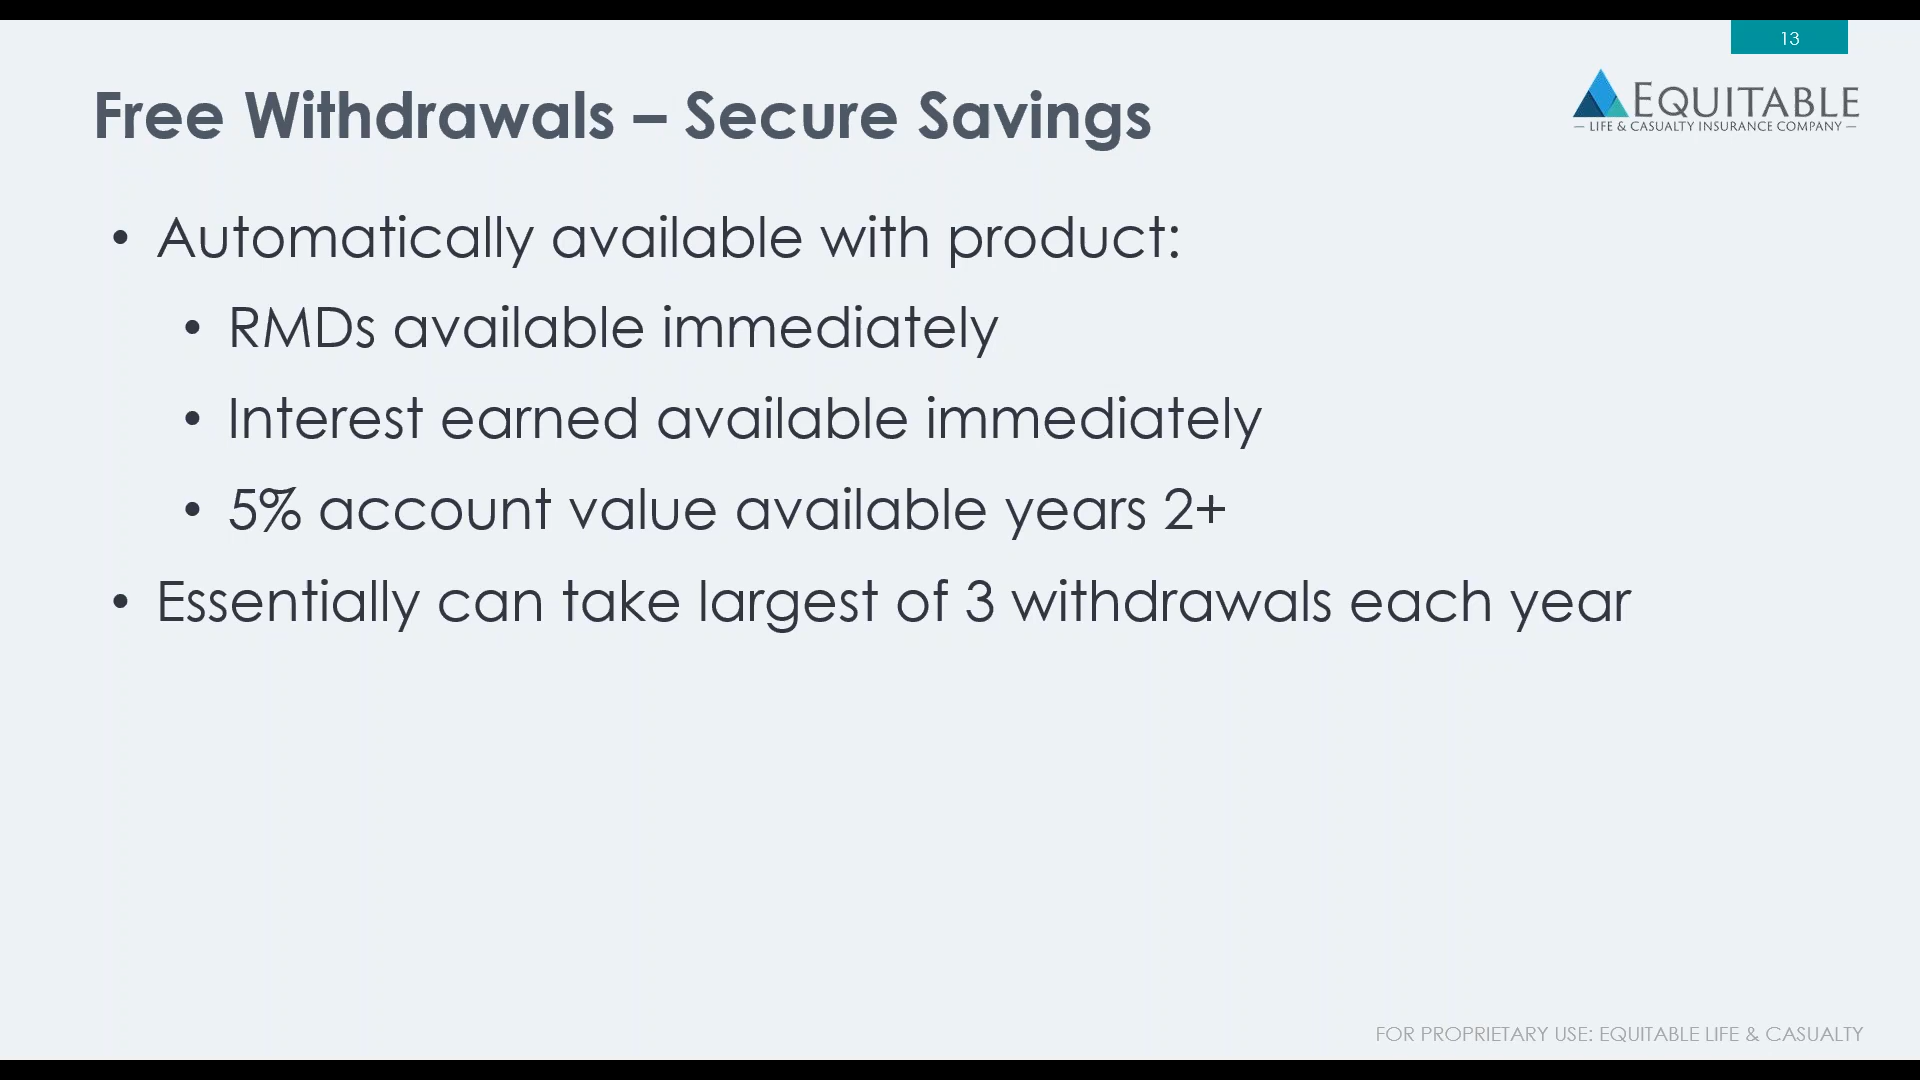 13
EQUITABLE
— LIFE & CASUALTY INSURANCE COMPANY —
Free Withdrawals – Secure Savings
• Automatically available with product:
• RMDs available immediately
• Interest earned available immediately
• 5% account value available years 2+
• Essentially can take largest of 3 withdrawals each year
FOR PROPRIETARY USE: EQUITABLE LIFE & CASUALTY